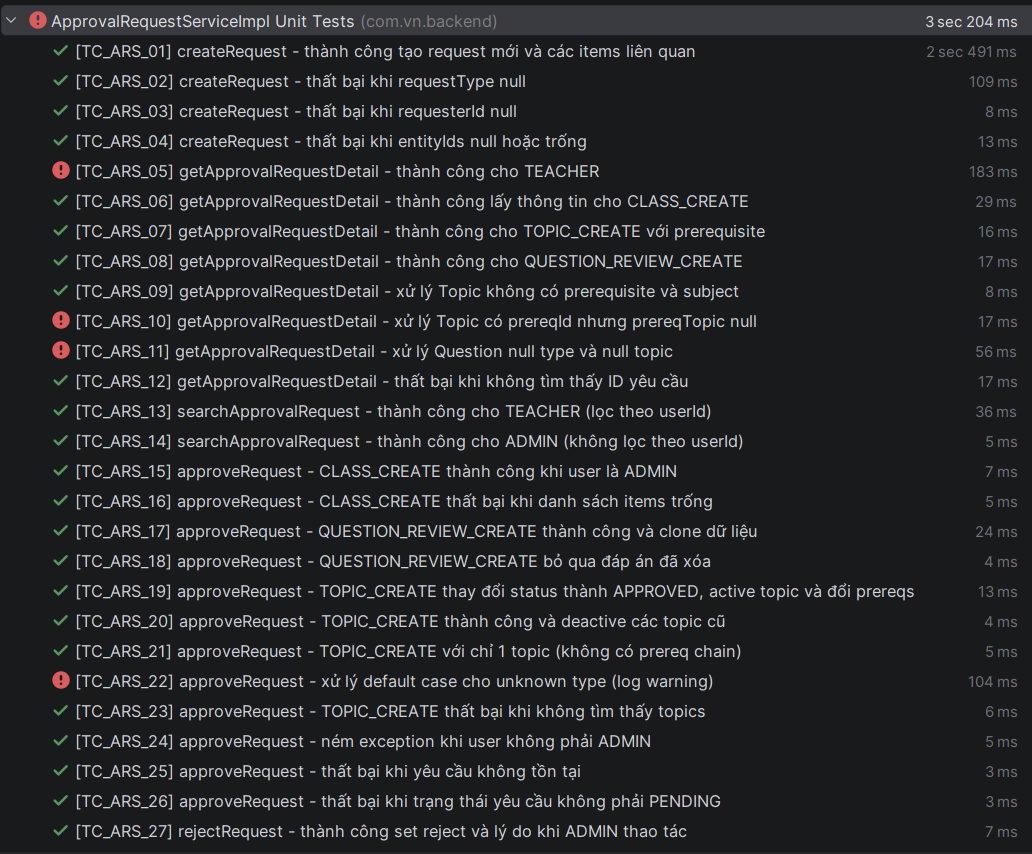 ApprovalRequestServiceImpl Unit Tests (com.vn.backend) 3 sec 204 ms
[TC_ARS_01] createRequest - thành công tạo request mới và các items liên quan 2 sec 491 ms
[TC_ARS_02] createRequest - thất bại khi requestType null 109 ms
[TC_ARS_03] createRequest - thất bại khi requesterId null 8 ms
[TC_ARS_04] createRequest - thất bại khi entityIds null hoặc trống 13 ms
[TC_ARS_05] getApprovalRequestDetail - thành công cho TEACHER 183 ms
[TC_ARS_06] getApprovalRequestDetail - thành công lấy thông tin cho CLASS_CREATE 29 ms
[TC_ARS_07] getApprovalRequestDetail - thành công cho TOPIC_CREATE với prerequisite 16 ms
[TC_ARS_08] getApprovalRequestDetail - thành công cho QUESTION_REVIEW_CREATE 17 ms
[TC_ARS_09] getApprovalRequestDetail - xử lý Topic không có prerequisite và subject 8 ms
[TC_ARS_10] getApprovalRequestDetail - xử lý Topic có prereqId nhưng prereqTopic null 17 ms
[TC_ARS_11] getApprovalRequestDetail - xử lý Question null type và null topic 56 ms
[TC_ARS_12] getApprovalRequestDetail - thất bại khi không tìm thấy ID yêu cầu 17 ms
[TC_ARS_13] searchApprovalRequest - thành công cho TEACHER (lọc theo userId) 36 ms
[TC_ARS_14] searchApprovalRequest - thành công cho ADMIN (không lọc theo userId) 5 ms
[TC_ARS_15] approveRequest - CLASS_CREATE thành công khi user là ADMIN 7 ms
[TC_ARS_16] approveRequest - CLASS_CREATE thất bại khi danh sách items trống 5 ms
[TC_ARS_17] approveRequest - QUESTION_REVIEW_CREATE thành công và clone dữ liệu 24 ms
[TC_ARS_18] approveRequest - QUESTION_REVIEW_CREATE bỏ qua đáp án đã xóa 4 ms
[TC_ARS_19] approveRequest - TOPIC_CREATE thay đổi status thành APPROVED, active topic và đổi prereqs 13 ms
[TC_ARS_20] approveRequest - TOPIC_CREATE thành công và deactive các topic cũ 4 ms
[TC_ARS_21] approveRequest - TOPIC_CREATE với chỉ 1 topic (không có prereq chain) 5 ms
[TC_ARS_22] approveRequest - xử lý default case cho unknown type (log warning) 104 ms
[TC_ARS_23] approveRequest - TOPIC_CREATE thất bại khi không tìm thấy topics 6 ms
[TC_ARS_24] approveRequest - ném exception khi user không phải ADMIN 5 ms
[TC_ARS_25] approveRequest - thất bại khi yêu cầu không tồn tại 3 ms
[TC_ARS_26] approveRequest - thất bại khi trạng thái yêu cầu không phải PENDING 3 ms
[TC_ARS_27] rejectRequest - thành công set reject và lý do khi ADMIN thao tác 7 ms